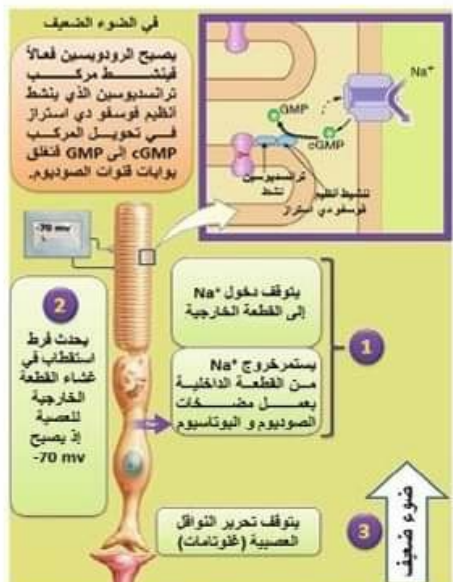 في الضوء الضعيف
يصبح الرودوبسين فعالاً
فينشط مركب
ترانسديوسين الذي ينشط
أنظيم فوسفو دي استراز
في تحويل المركب
cGMP إلى GMP فتغلق
بوابات قنوات الصوديوم.
Na⁺
GMP
cGMP
ترانسديوسين
نشط
تنشيط أنظيم
فوسفو دي استراز
-70 mv
1
يتوقف دخول Na⁺
إلى القطعة الخارجية
يستمر خروج Na⁺
من القطعة الداخلية
بعمل مضخات
الصوديوم و البوتاسيوم
2
يحدث فرط
استقطاب في
غشاء القطعة
الخارجية
للعصية
إذ يصبح
-70 mv
3
يتوقف تحرير النواقل
العصبية (غلوتامات)
ضوء ضعيف